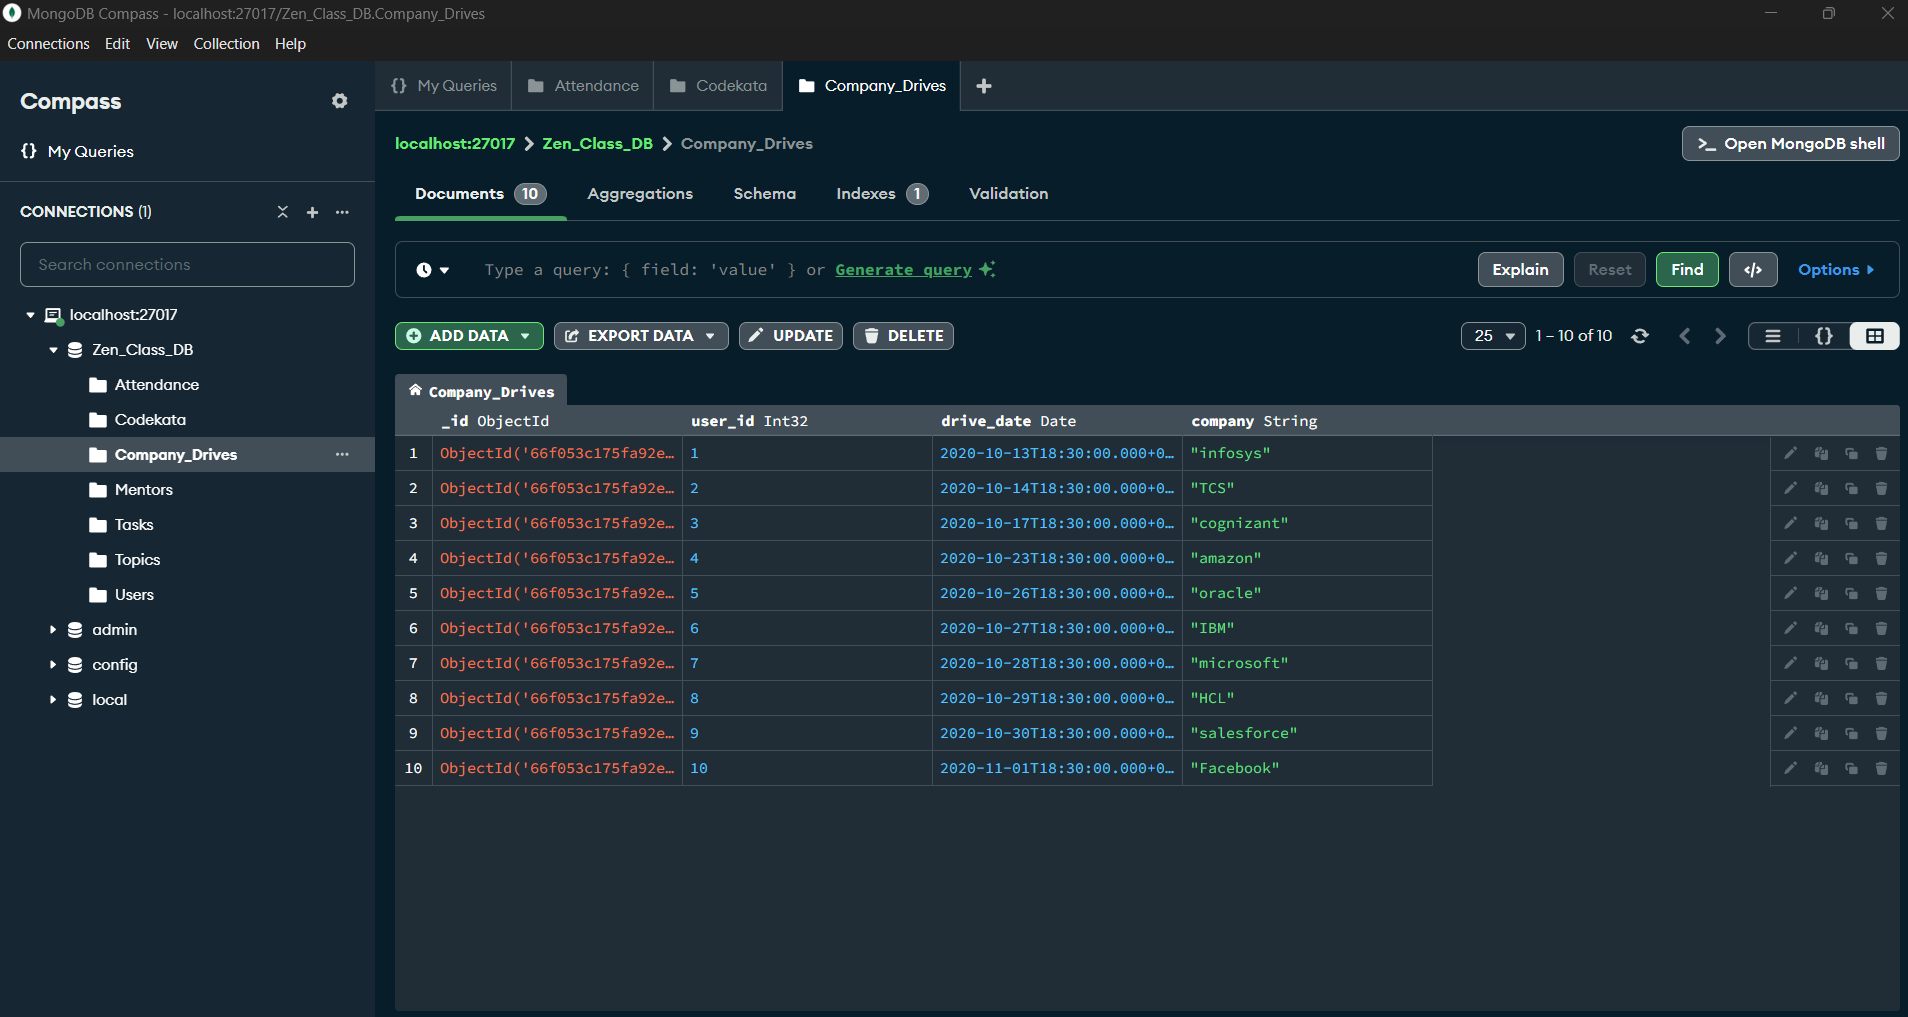 MongoDB Compass - localhost:27017/Zen_Class_DB.Company_Drives
Connections Edit View Collection Help
Compass
{} My Queries
CONNECTIONS (1)
Search connections
localhost:27017
Zen_Class_DB
Attendance
Codekata
Company_Drives
Mentors
Tasks
Topics
Users
admin
config
local
{} My Queries Attendance Codekata Company_Drives
localhost:27017 > Zen_Class_DB > Company_Drives
>_ Open MongoDB shell
Documents 10 Aggregations Schema Indexes 1 Validation
Type a query: { field: 'value' } or Generate query
Explain Reset Find </> Options
ADD DATA EXPORT DATA UPDATE DELETE
25 1 – 10 of 10 {}
Company_Drives
_id ObjectId user_id Int32 drive_date Date company String
1 ObjectId('66f053c175fa92e… 1 2020-10-13T18:30:00.000+0… "infosys"
2 ObjectId('66f053c175fa92e… 2 2020-10-14T18:30:00.000+0… "TCS"
3 ObjectId('66f053c175fa92e… 3 2020-10-17T18:30:00.000+0… "cognizant"
4 ObjectId('66f053c175fa92e… 4 2020-10-23T18:30:00.000+0… "amazon"
5 ObjectId('66f053c175fa92e… 5 2020-10-26T18:30:00.000+0… "oracle"
6 ObjectId('66f053c175fa92e… 6 2020-10-27T18:30:00.000+0… "IBM"
7 ObjectId('66f053c175fa92e… 7 2020-10-28T18:30:00.000+0… "microsoft"
8 ObjectId('66f053c175fa92e… 8 2020-10-29T18:30:00.000+0… "HCL"
9 ObjectId('66f053c175fa92e… 9 2020-10-30T18:30:00.000+0… "salesforce"
10 ObjectId('66f053c175fa92e… 10 2020-11-01T18:30:00.000+0… "Facebook"